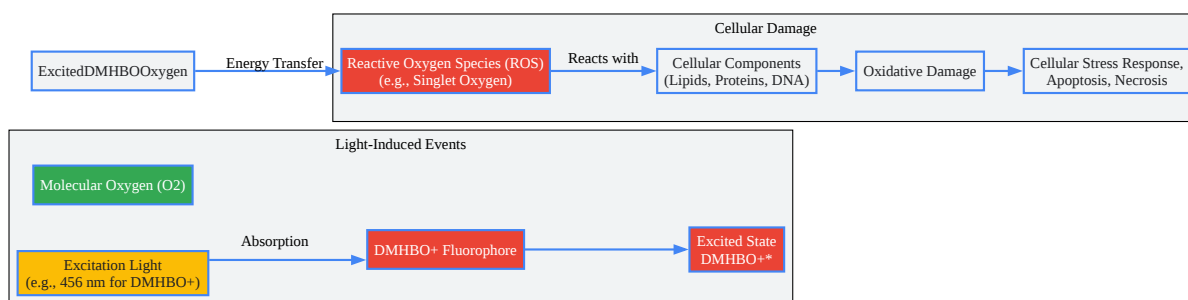 Cellular Damage
ExcitedDMHBOOxygen
Energy Transfer
Reactive Oxygen Species (ROS)
(e.g., Singlet Oxygen)
Reacts with
Cellular Components
(Lipids, Proteins, DNA)
Oxidative Damage
Cellular Stress Response,
Apoptosis, Necrosis
Light-Induced Events
Molecular Oxygen (O2)
Excitation Light
(e.g., 456 nm for DMHBO+)
Absorption
DMHBO+ Fluorophore
Excited State
DMHBO+*